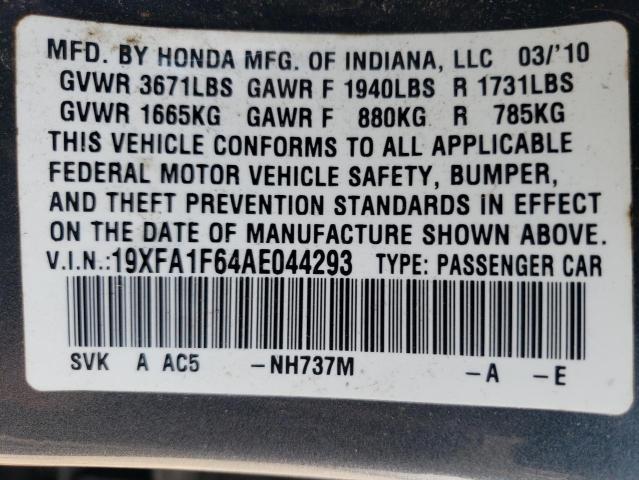 MFD. BY HONDA MFG. OF INDIANA, LLC 03/'10
GVWR 3671LBS GAWR F 1940LBS R 1731LBS
GVWR 1665KG GAWR F 880KG R 785KG
THIS VEHICLE CONFORMS TO ALL APPLICABLE
FEDERAL MOTOR VEHICLE SAFETY, BUMPER,
AND THEFT PREVENTION STANDARDS iN EFFECT
ON THE DATE OF MANUFACTURE SHOWN ABOVE.
V.I.N.:19XFA1F64AE044293 TYPE: PASSENGER CAR
SVK A AC5 -NH737M -A -E